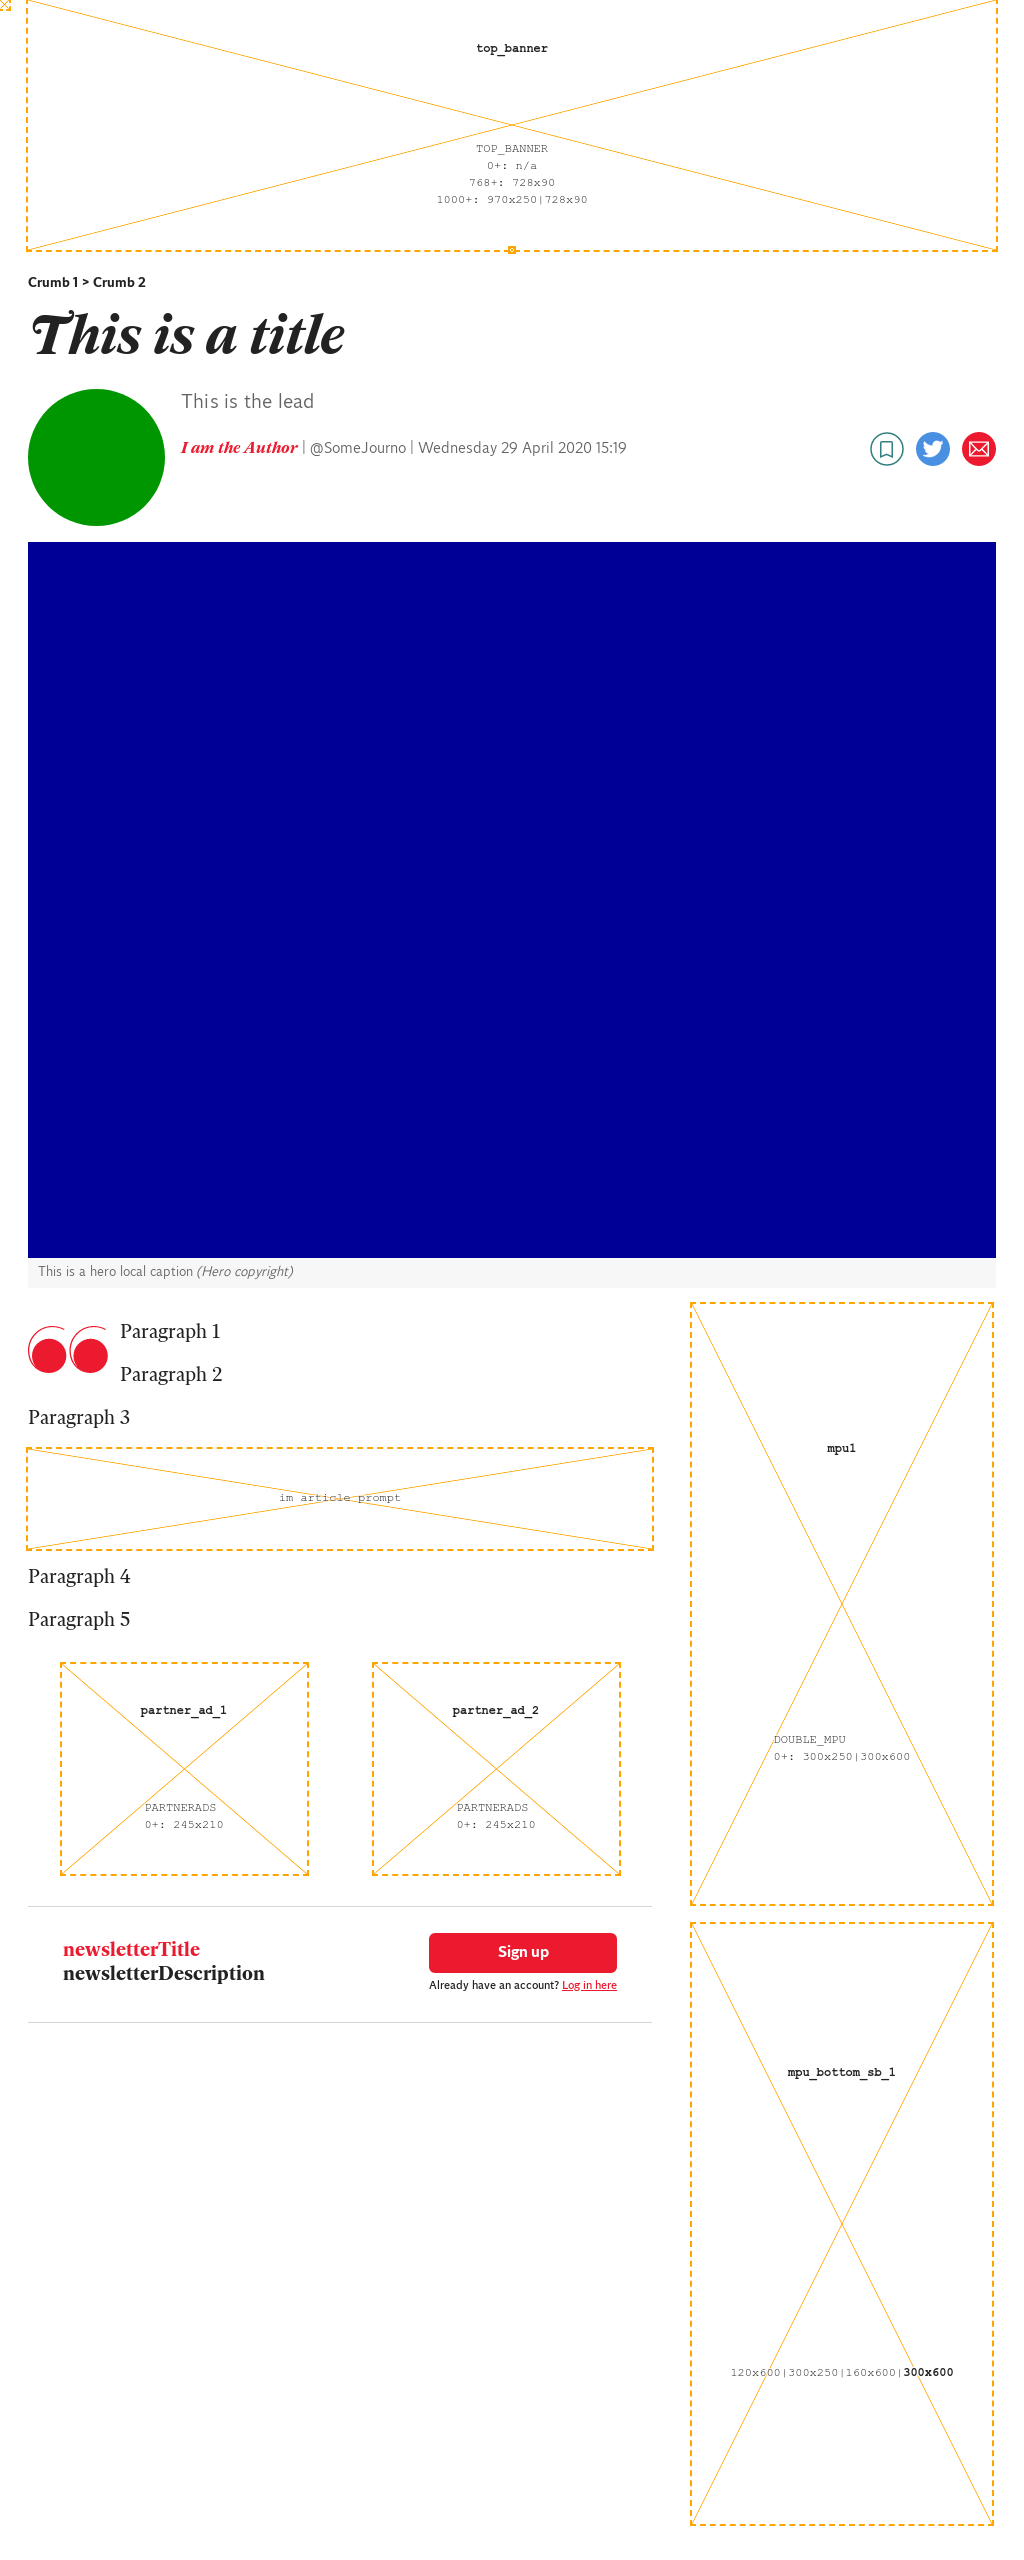 top_banner
TOP_BANNER
0+: n/a
768+: 728x90
1000+: 970x250|728x90
Crumb 1 > Crumb 2
This is a title
This is the lead
I am the Author | @SomeJourno | Wednesday 29 April 2020 15:19
This is a hero local caption (Hero copyright)
Paragraph 1
Paragraph 2
Paragraph 3
im article prompt
Paragraph 4
Paragraph 5
partner_ad_1
PARTNERADS
0+: 245x210
partner_ad_2
PARTNERADS
0+: 245x210
newsletterTitle
newsletterDescription
Sign up
Already have an account? Log in here
mpu1
DOUBLE_MPU
0+: 300x250|300x600
mpu_bottom_sb_1
120x600|300x250|160x600|300x600